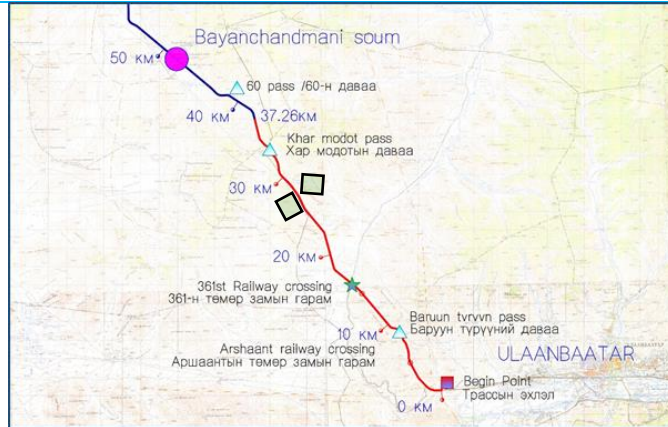 Bayanchandmani soum
50 км
60 pass /60-н даваа
40 км
37.26км
Khar modot pass
Хар модотын даваа
30 км
20 км
361st Railway crossing
361-н төмөр замын гарам
Baruun tvrvvn pass
Баруун түрүүний даваа
10 км
Arshaant railway crossing
Аршаантын төмөр замын гарам
ULAANBAATAR
Begin Point
Трассын эхлэл
0 км